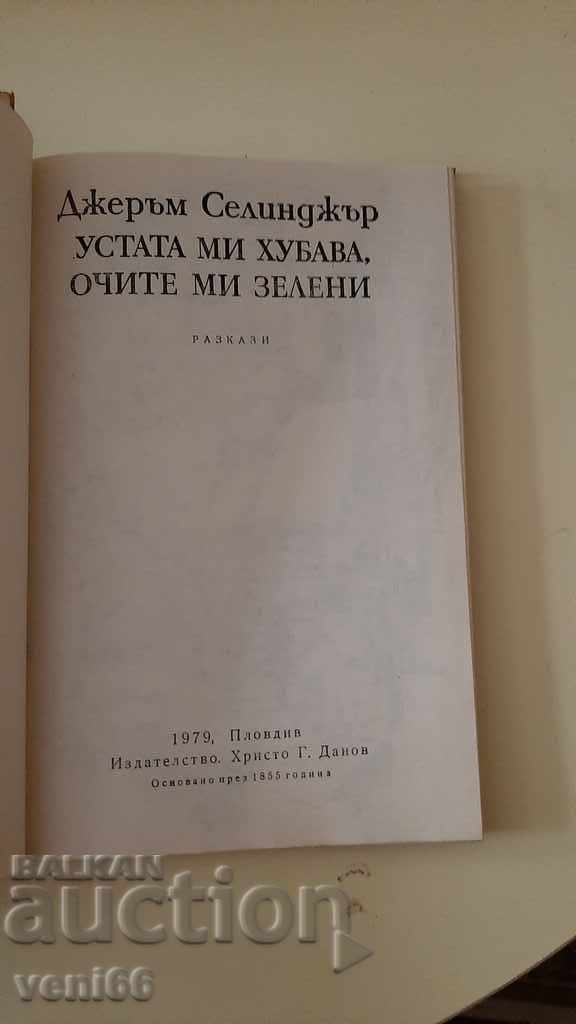 Джеръм Селинджър
УСТАТА МИ ХУБАВА,
ОЧИТЕ МИ ЗЕЛЕНИ
РАЗКАЗИ
1979, Пловдив
Издателство. Христо Г. Данов
Основано през 1855 година
BALKAN
auction
veni66